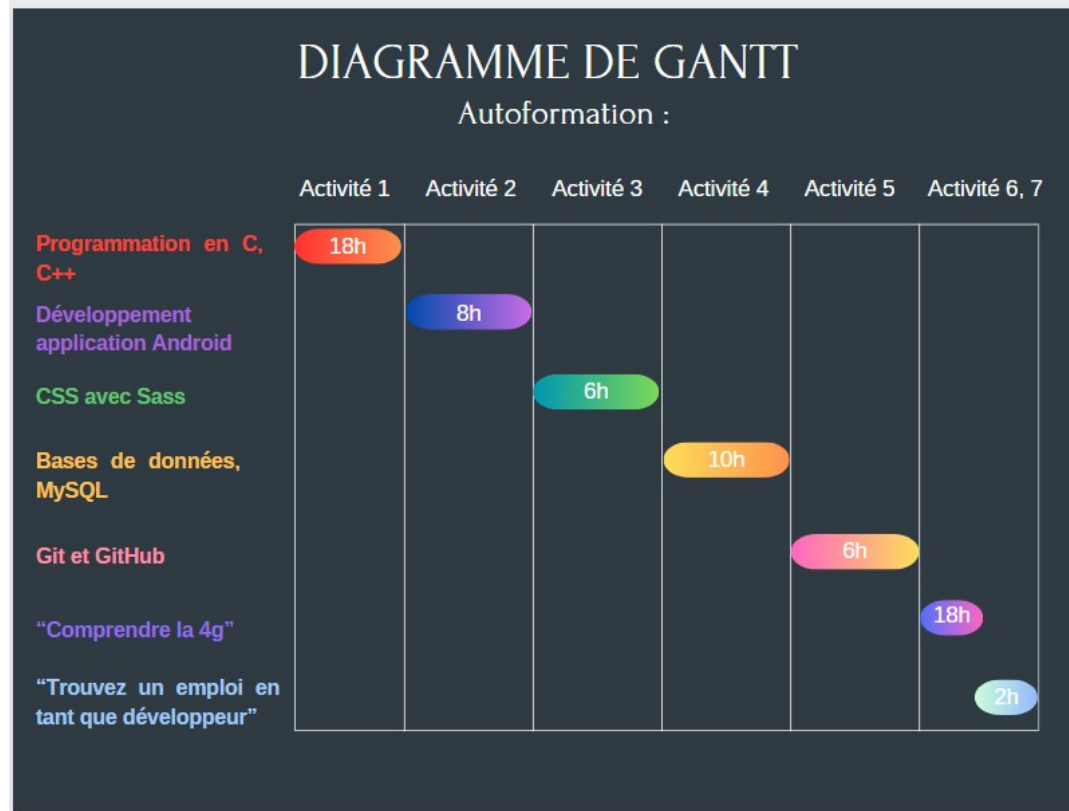 DIAGRAMME DE GANTT
Autoformation :
Activité 1 Activité 2 Activité 3 Activité 4 Activité 5 Activité 6, 7
Programmation en C,
C++
18h
Développement
application Android
8h
CSS avec Sass
6h
Bases de données,
MySQL
10h
Git et GitHub
6h
“Comprendre la 4g”
18h
“Trouvez un emploi en
tant que développeur”
2h